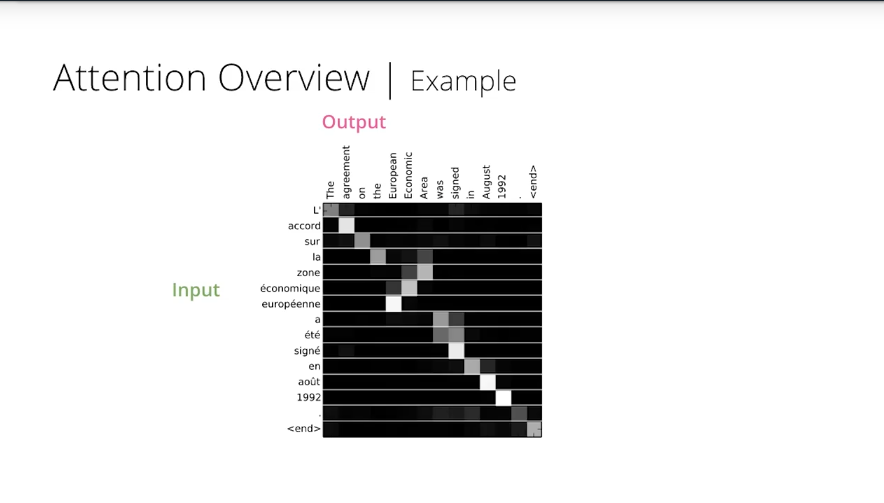 Attention Overview | Example
Output
The agreement on the European Economic Area was signed in August 1992 . <end>
L'
accord
sur
la
zone
Input
économique
européenne
a
été
signé
en
août
1992
.
<end>